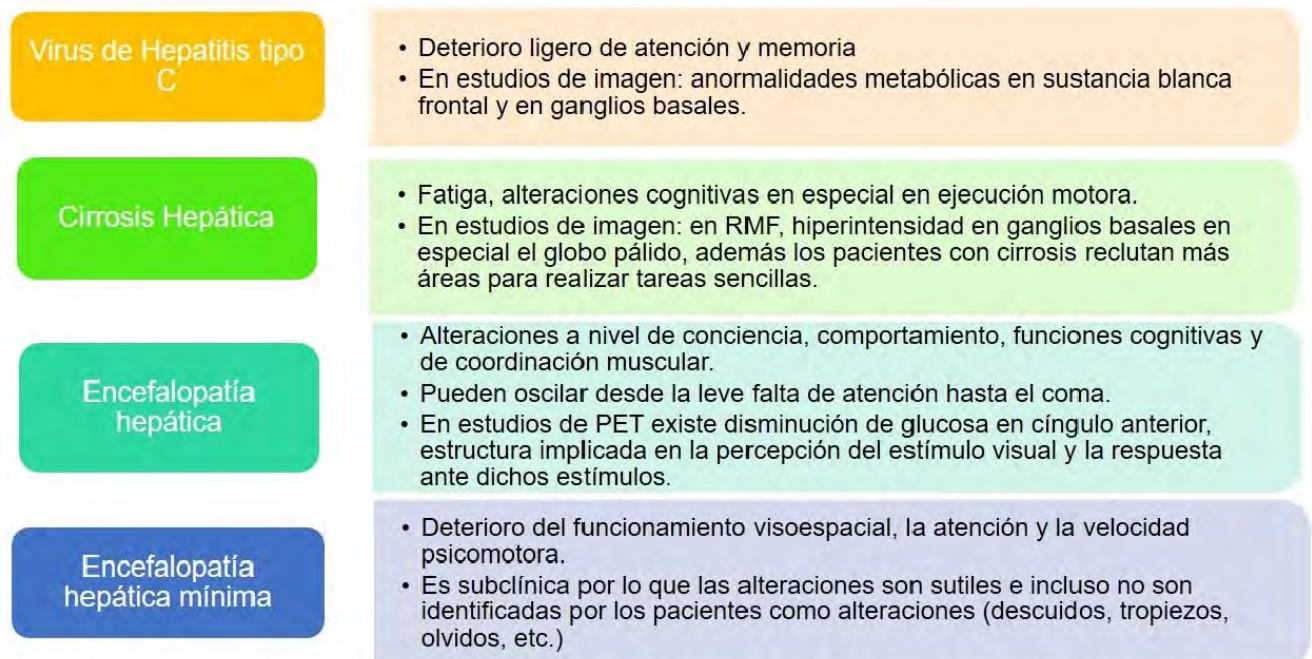 Virus de Hepatitis tipo
C
• Deterioro ligero de atención y memoria
• En estudios de imagen: anormalidades metabólicas en sustancia blanca
frontal y en ganglios basales.
Cirrosis Hepática
• Fatiga, alteraciones cognitivas en especial en ejecución motora.
• En estudios de imagen: en RMF, hiperintensidad en ganglios basales en
especial el globo pálido, además los pacientes con cirrosis reclutan más
áreas para realizar tareas sencillas.
Encefalopatía
hepática
• Alteraciones a nivel de conciencia, comportamiento, funciones cognitivas y
de coordinación muscular.
• Pueden oscilar desde la leve falta de atención hasta el coma.
• En estudios de PET existe disminución de glucosa en cíngulo anterior,
estructura implicada en la percepción del estímulo visual y la respuesta
ante dichos estímulos.
Encefalopatía
hepática mínima
• Deterioro del funcionamiento visoespacial, la atención y la velocidad
psicomotora.
• Es subclínica por lo que las alteraciones son sutiles e incluso no son
identificadas por los pacientes como alteraciones (descuidos, tropiezos,
olvidos, etc.)